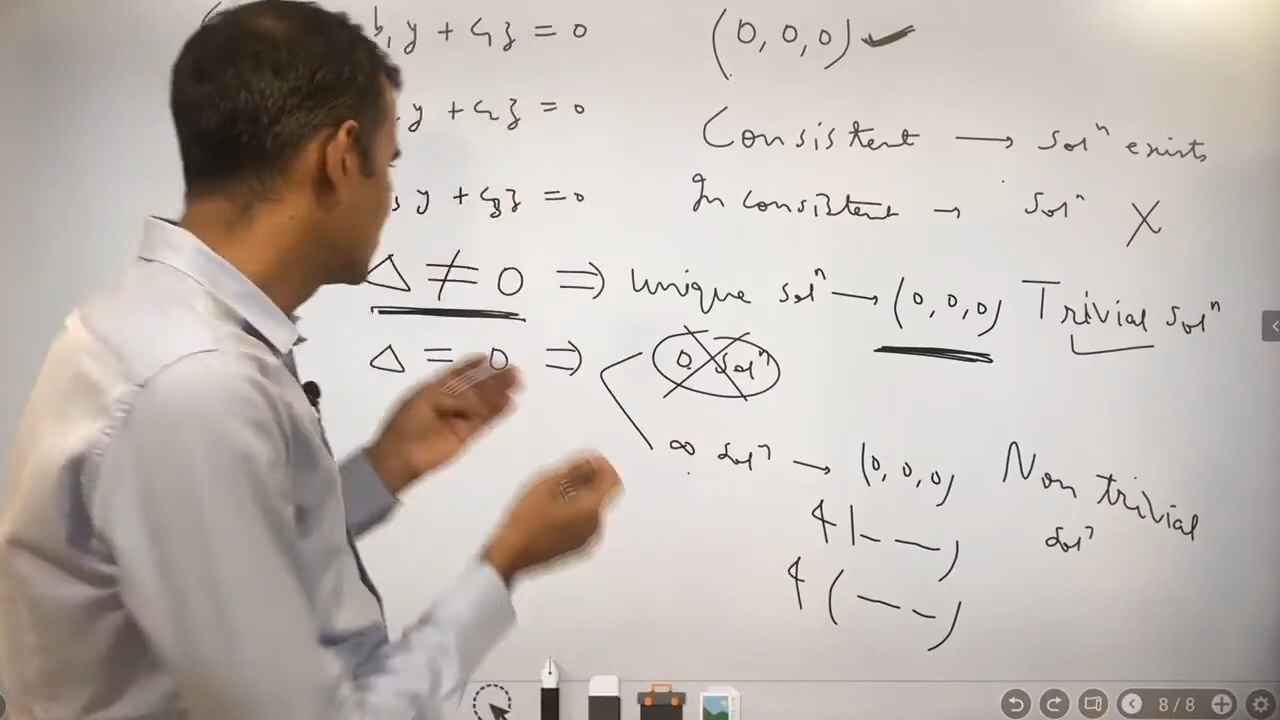 b₁y + c₁z = 0
(0, 0, 0) ✓
y + c₂z = 0
Consistent → Solⁿ exists
y + c₃z = 0
Inconsistent → Solⁿ X
Δ ≠ 0 ⇒ Unique Solⁿ → (0, 0, 0) Trivial Solⁿ
Δ = 0 ⇒ 0 Solⁿ
∞ Solⁿ → (0, 0, 0) Non trivial Solⁿ
& ( — — )
& ( — — )
8/8